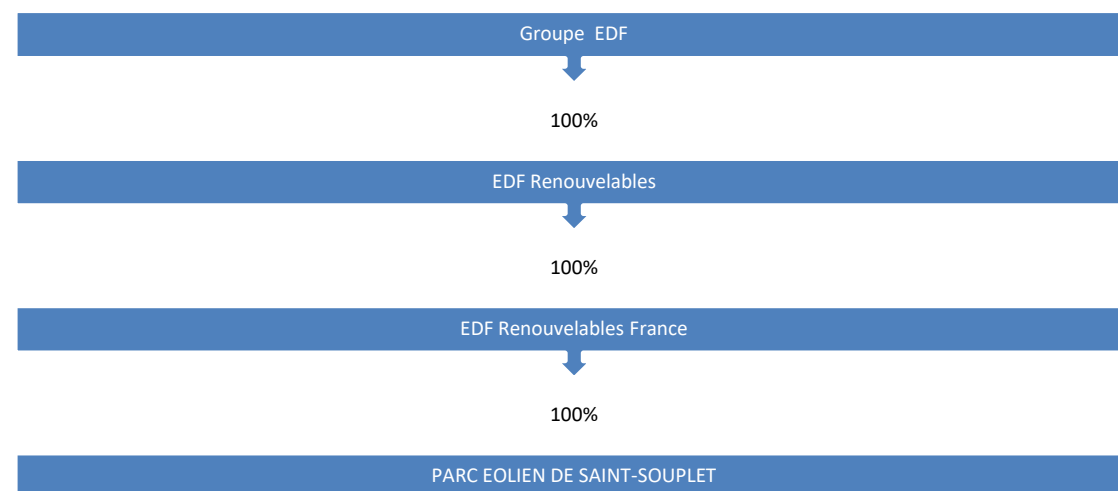 Groupe EDF
100%
EDF Renouvelables
100%
EDF Renouvelables France
100%
PARC EOLIEN DE SAINT-SOUPLET